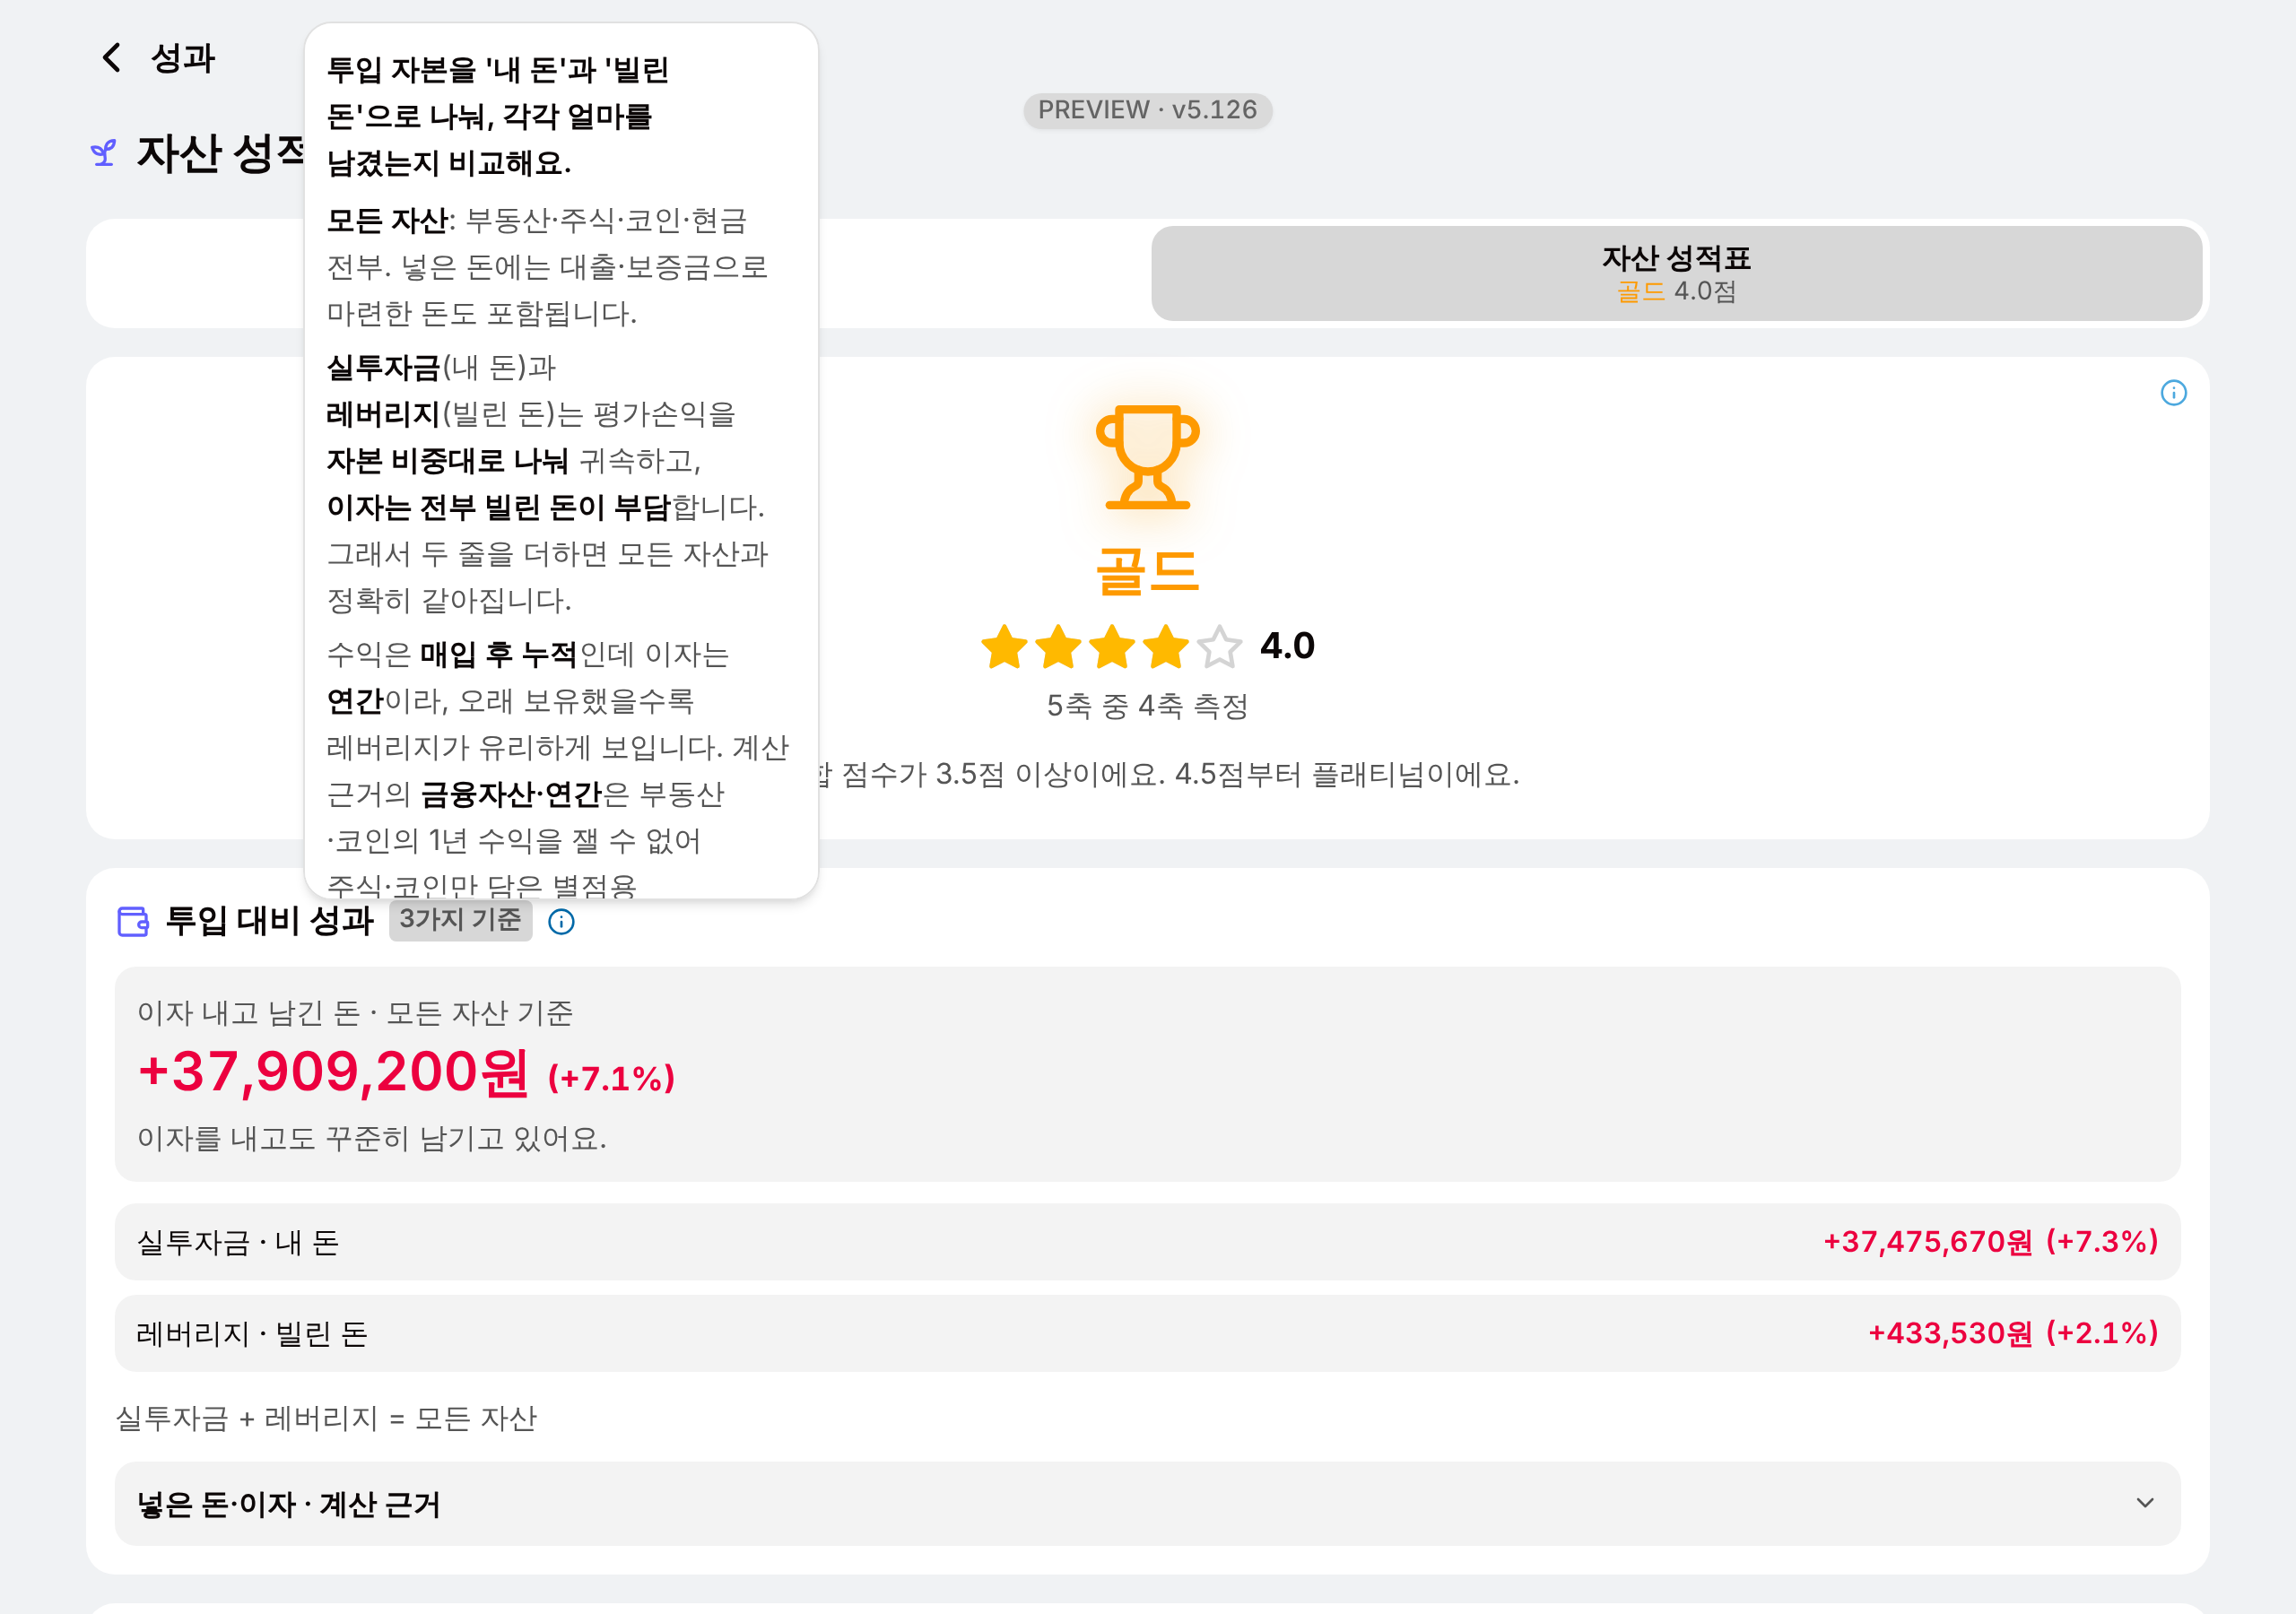 성과
PREVIEW · v5.126
자산 성적
투입 자본을 '내 돈'과 '빌린
돈'으로 나눠, 각각 얼마를
남겼는지 비교해요.
모든 자산: 부동산·주식·코인·현금
전부. 넣은 돈에는 대출·보증금으로
마련한 돈도 포함됩니다.
실투자금(내 돈)과
레버리지(빌린 돈)는 평가손익을
자본 비중대로 나눠 귀속하고,
이자는 전부 빌린 돈이 부담합니다.
그래서 두 줄을 더하면 모든 자산과
정확히 같아집니다.
수익은 매입 후 누적인데 이자는
연간이라, 오래 보유했을수록
레버리지가 유리하게 보입니다. 계산
근거의 금융자산·연간은 부동산
·코인의 1년 수익을 잴 수 없어
주식·코인만 담은 별점용
자산 성적표
골드 4.0점
골드
4.0
5축 중 4축 측정
점수가 3.5점 이상이에요. 4.5점부터 플래티넘이에요.
투입 대비 성과 3가지 기준
이자 내고 남긴 돈 · 모든 자산 기준
+37,909,200원 (+7.1%)
이자를 내고도 꾸준히 남기고 있어요.
실투자금 · 내 돈 +37,475,670원 (+7.3%)
레버리지 · 빌린 돈 +433,530원 (+2.1%)
실투자금 + 레버리지 = 모든 자산
넣은 돈·이자 · 계산 근거